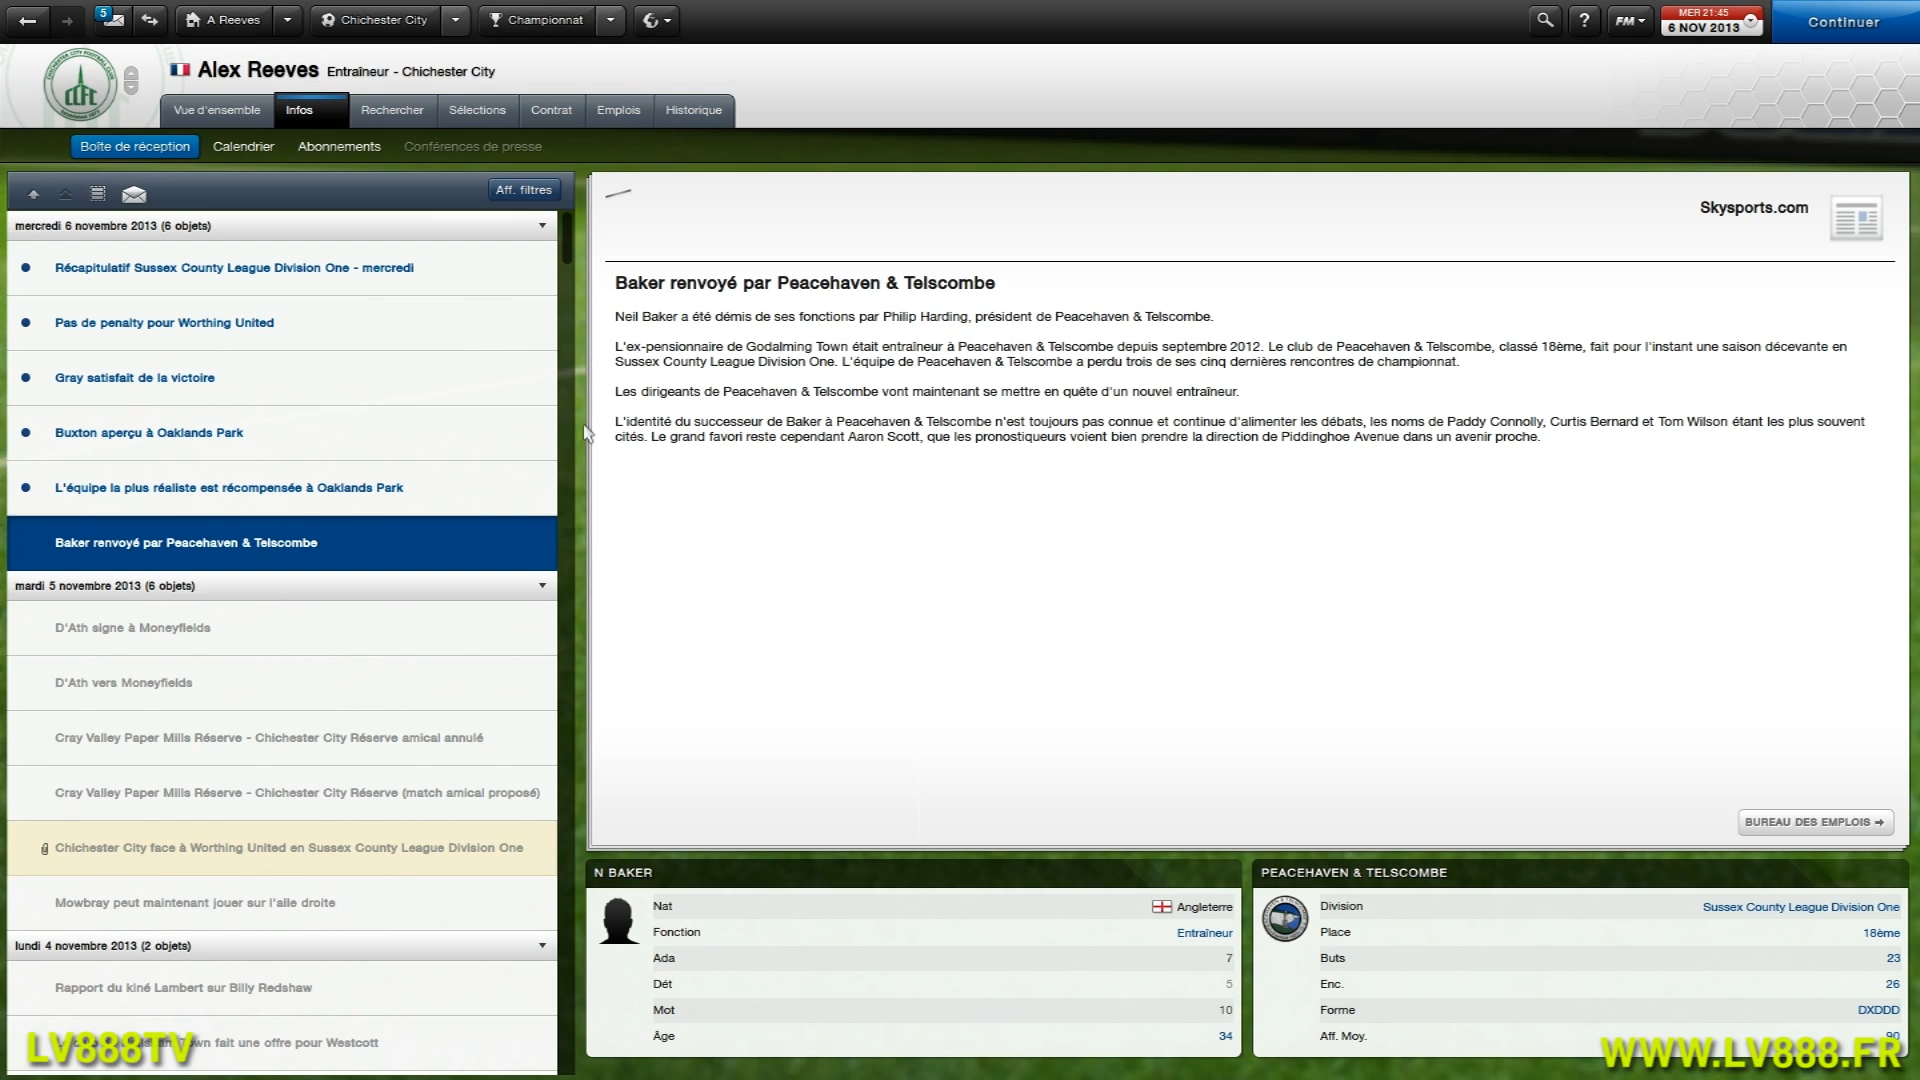 5
A Reeves
Chichester City
Championnat
?
FM
MER 21:45
6 NOV 2013
Continuer
Alex Reeves Entraîneur - Chichester City
Vue d'ensemble Infos Rechercher Sélections Contrat Emplois Historique
Boîte de réception Calendrier Abonnements Conférences de presse
Aff. filtres
mercredi 6 novembre 2013 (6 objets)
Récapitulatif Sussex County League Division One - mercredi
Pas de penalty pour Worthing United
Gray satisfait de la victoire
Buxton aperçu à Oaklands Park
L'équipe la plus réaliste est récompensée à Oaklands Park
Baker renvoyé par Peacehaven & Telscombe
mardi 5 novembre 2013 (6 objets)
D'Ath signe à Moneyfields
D'Ath vers Moneyfields
Cray Valley Paper Mills Réserve - Chichester City Réserve amical annulé
Cray Valley Paper Mills Réserve - Chichester City Réserve (match amical proposé)
Chichester City face à Worthing United en Sussex County League Division One
Mowbray peut maintenant jouer sur l'aile droite
lundi 4 novembre 2013 (2 objets)
Rapport du kiné Lambert sur Billy Redshaw
Town fait une offre pour Westcott
LV888TV
Skysports.com
Baker renvoyé par Peacehaven & Telscombe
Neil Baker a été démis de ses fonctions par Philip Harding, président de Peacehaven & Telscombe.
L'ex-pensionnaire de Godalming Town était entraîneur à Peacehaven & Telscombe depuis septembre 2012. Le club de Peacehaven & Telscombe, classé 18ème, fait pour l'instant une saison décevante en
Sussex County League Division One. L'équipe de Peacehaven & Telscombe a perdu trois de ses cinq dernières rencontres de championnat.
Les dirigeants de Peacehaven & Telscombe vont maintenant se mettre en quête d'un nouvel entraîneur.
L'identité du successeur de Baker à Peacehaven & Telscombe n'est toujours pas connue et continue d'alimenter les débats, les noms de Paddy Connolly, Curtis Bernard et Tom Wilson étant les plus souvent
cités. Le grand favori reste cependant Aaron Scott, que les pronostiqueurs voient bien prendre la direction de Piddinghoe Avenue dans un avenir proche.
BUREAU DES EMPLOIS
N BAKER
Nat Angleterre
Fonction Entraîneur
Ada 7
Dét 5
Mot 10
Âge 34
PEACEHAVEN & TELSCOMBE
Division Sussex County League Division One
Place 18ème
Buts 23
Enc. 26
Forme DXDDD
Aff. Moy. 90
WWW.LV888.FR